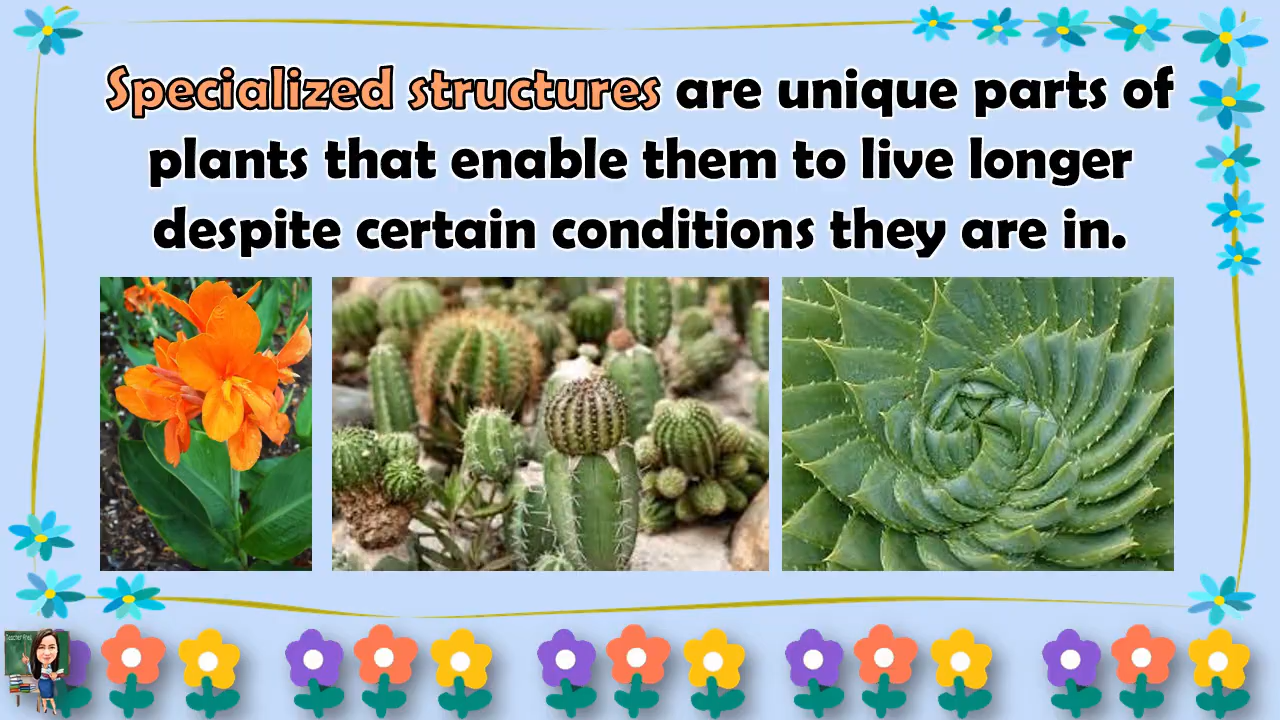 Specialized structures are unique parts of
plants that enable them to live longer
despite certain conditions they are in.